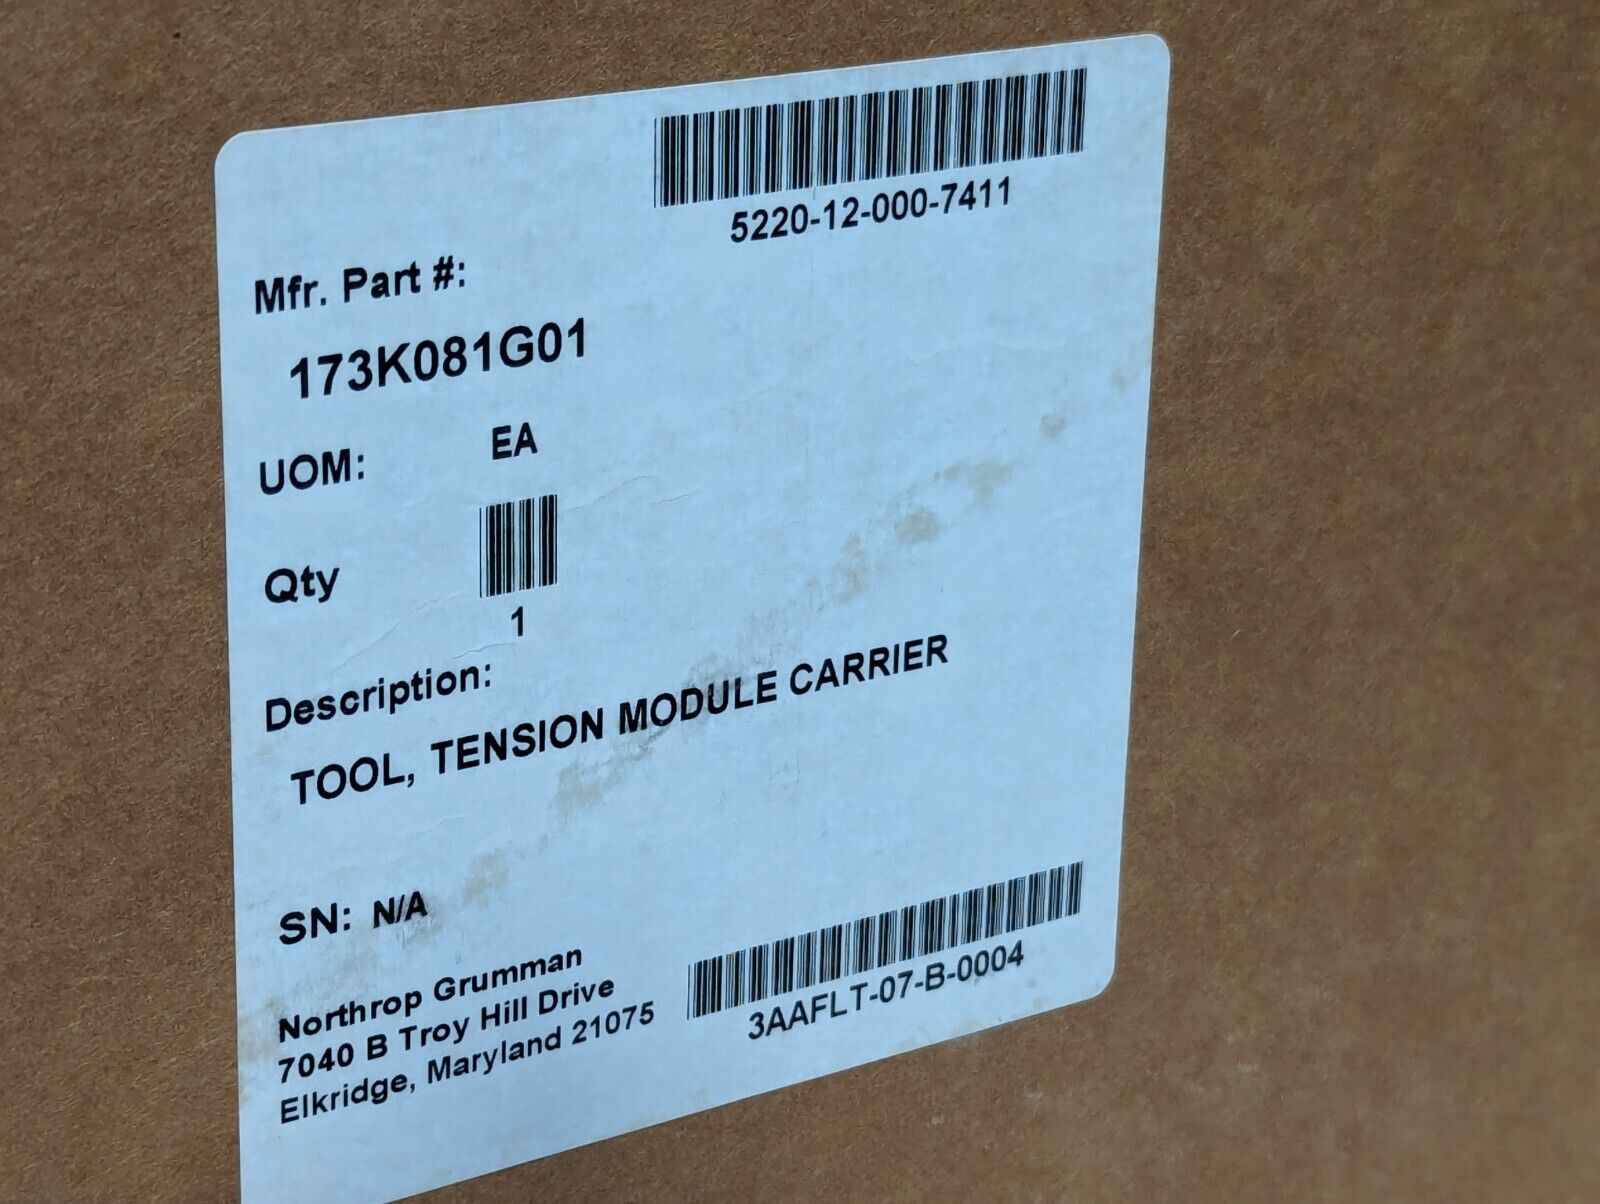 5220-12-000-7411
Mfr. Part #:
173K081G01
UOM: EA
Qty
1
Description:
TOOL, TENSION MODULE CARRIER
SN: N/A
Northrop Grumman
7040 B Troy Hill Drive
Elkridge, Maryland 21075
3AAFLT-07-B-0004